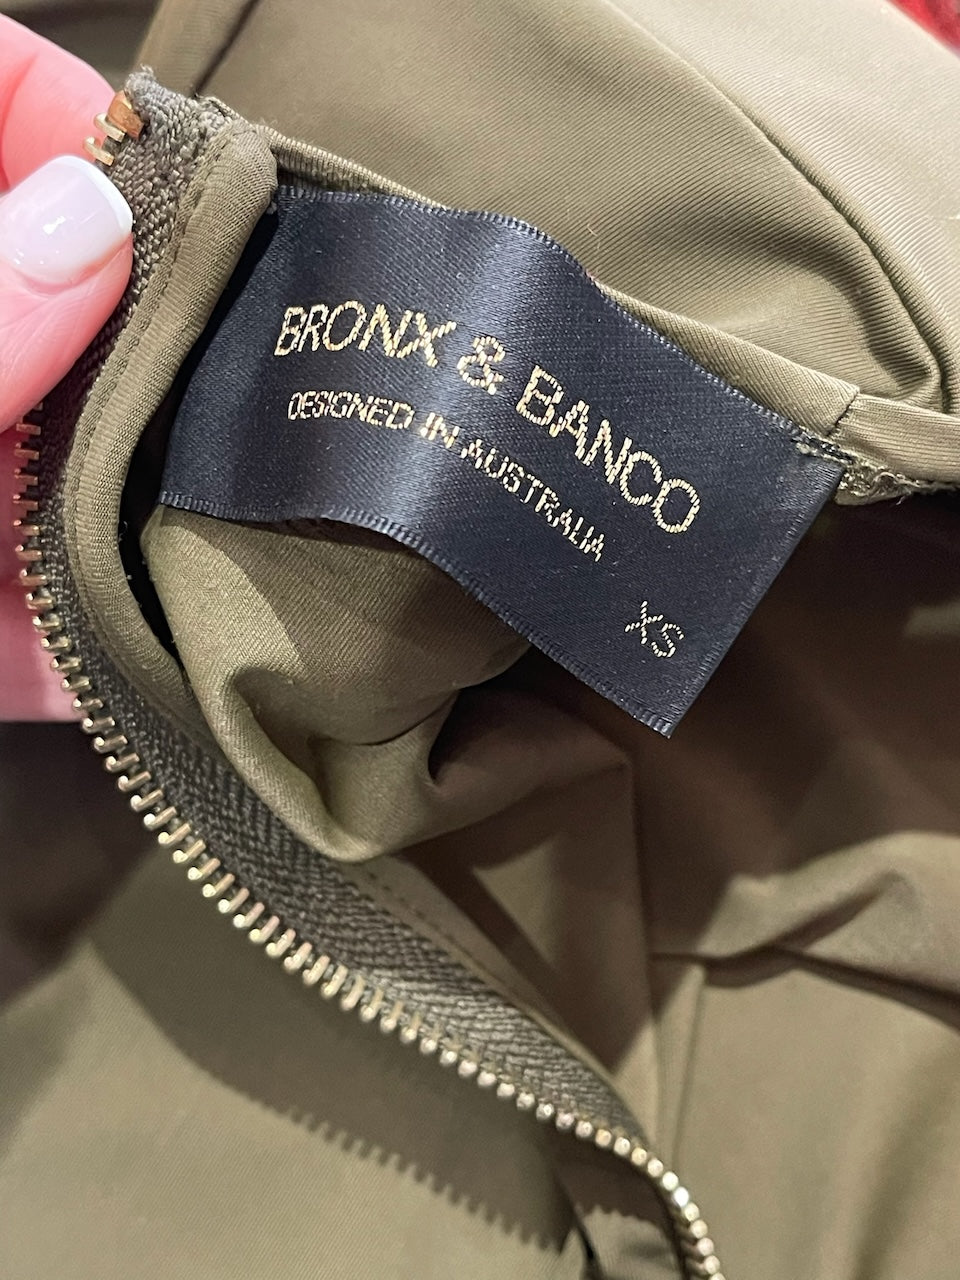 BRONX & BANCO
DESIGNED IN AUSTRALIA
XS